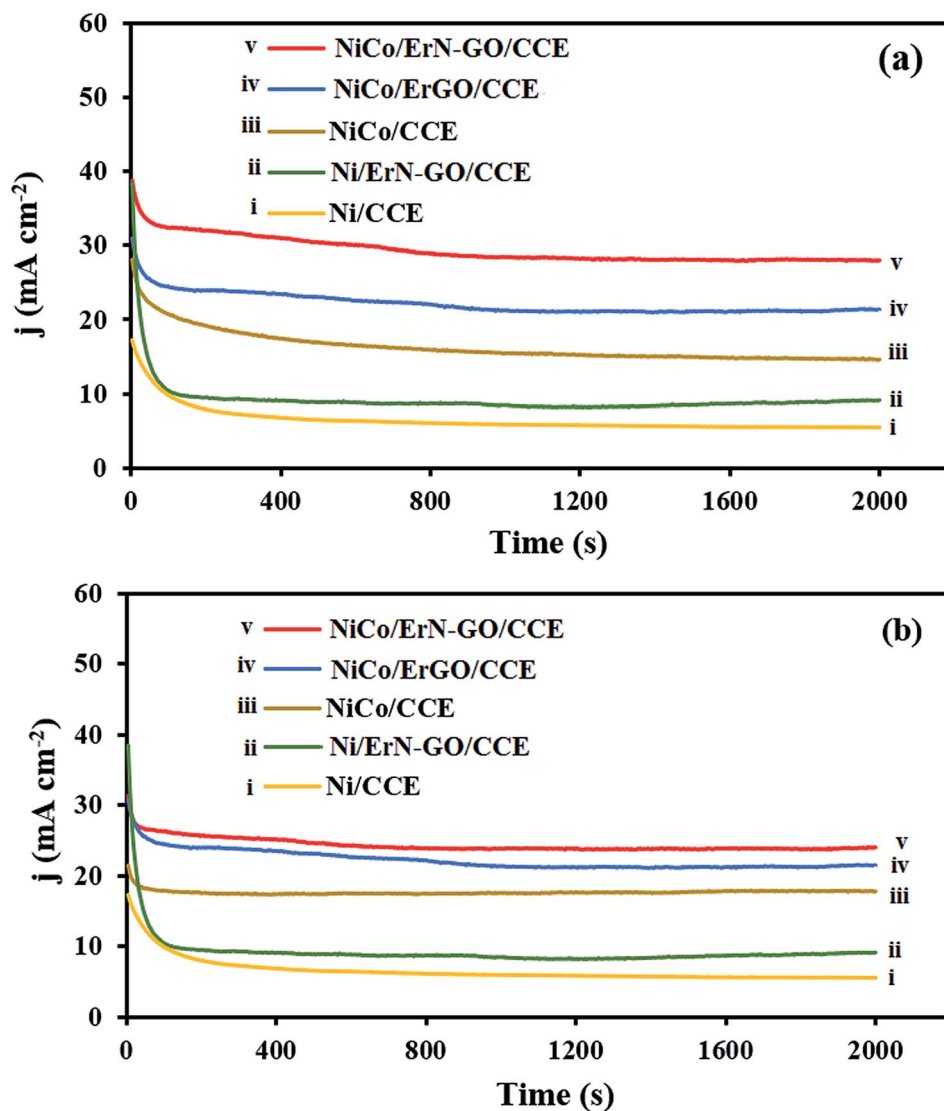 (a)
v NiCo/ErN-GO/CCE
iv NiCo/ErGO/CCE
iii NiCo/CCE
ii Ni/ErN-GO/CCE
i Ni/CCE
j (mA cm⁻²)
60
50
40
30
20
10
0
v
iv
iii
ii
i
0 400 800 1200 1600 2000
Time (s)
(b)
v NiCo/ErN-GO/CCE
iv NiCo/ErGO/CCE
iii NiCo/CCE
ii Ni/ErN-GO/CCE
i Ni/CCE
j (mA cm⁻²)
60
50
40
30
20
10
0
v
iv
iii
ii
i
0 400 800 1200 1600 2000
Time (s)